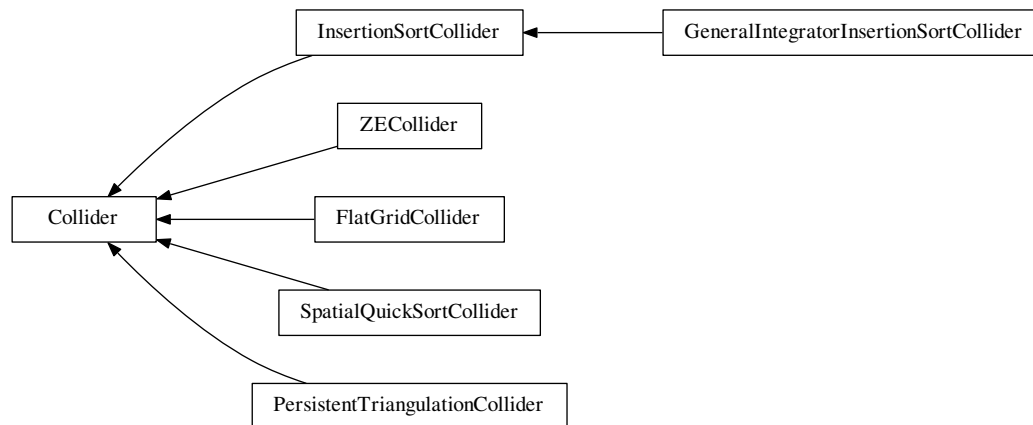 InsertionSortCollider
GeneralIntegratorInsertionSortCollider
ZECollider
Collider
FlatGridCollider
SpatialQuickSortCollider
PersistentTriangulationCollider